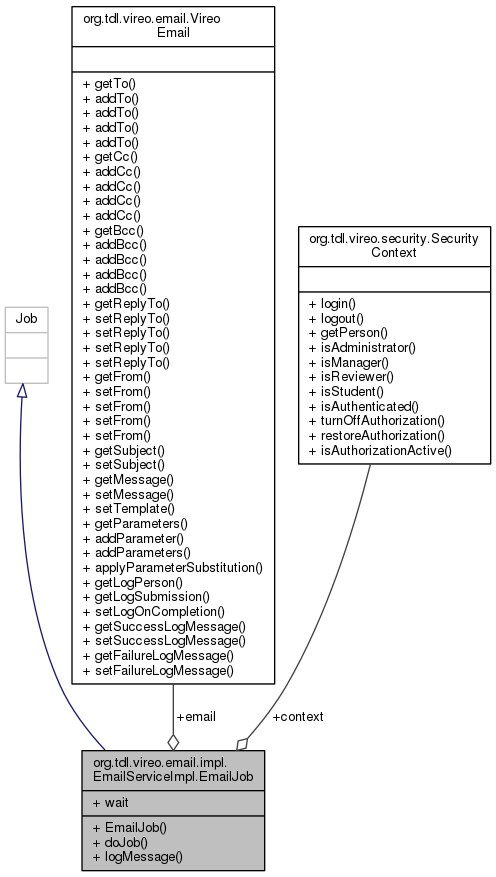 org.tdl.vireo.email.Vireo
Email
+ getTo()
+ addTo()
+ addTo()
+ addTo()
+ addTo()
+ getCc()
+ addCc()
+ addCc()
+ addCc()
+ addCc()
+ getBcc()
+ addBcc()
+ addBcc()
+ addBcc()
+ addBcc()
+ getReplyTo()
+ setReplyTo()
+ setReplyTo()
+ setReplyTo()
+ setReplyTo()
+ getFrom()
+ setFrom()
+ setFrom()
+ setFrom()
+ setFrom()
+ getSubject()
+ setSubject()
+ getMessage()
+ setMessage()
+ setTemplate()
+ getParameters()
+ addParameter()
+ addParameters()
+ applyParameterSubstitution()
+ getLogPerson()
+ getLogSubmission()
+ setLogOnCompletion()
+ getSuccessLogMessage()
+ setSuccessLogMessage()
+ getFailureLogMessage()
+ setFailureLogMessage()
org.tdl.vireo.security.Security
Context
+ login()
+ logout()
+ getPerson()
+ isAdministrator()
+ isManager()
+ isReviewer()
+ isStudent()
+ isAuthenticated()
+ turnOffAuthorization()
+ restoreAuthorization()
+ isAuthorizationActive()
Job
+email
+context
org.tdl.vireo.email.impl.
EmailServiceImpl.EmailJob
+ wait
+ EmailJob()
+ doJob()
+ logMessage()